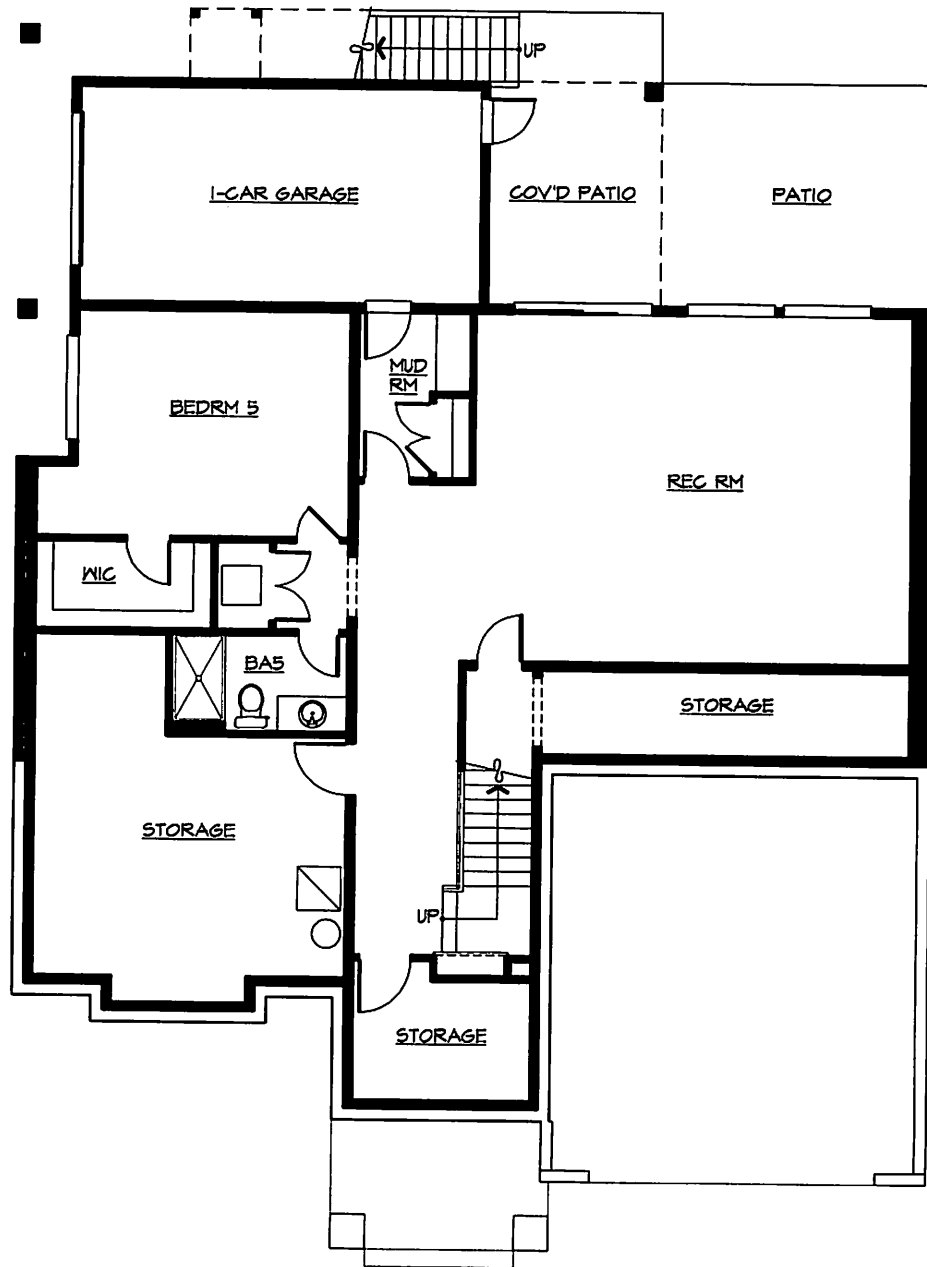 UP
1-CAR GARAGE
COV'D PATIO
PATIO
MUD
RM
BEDRM 5
REC RM
WIC
BA5
STORAGE
STORAGE
UP
STORAGE